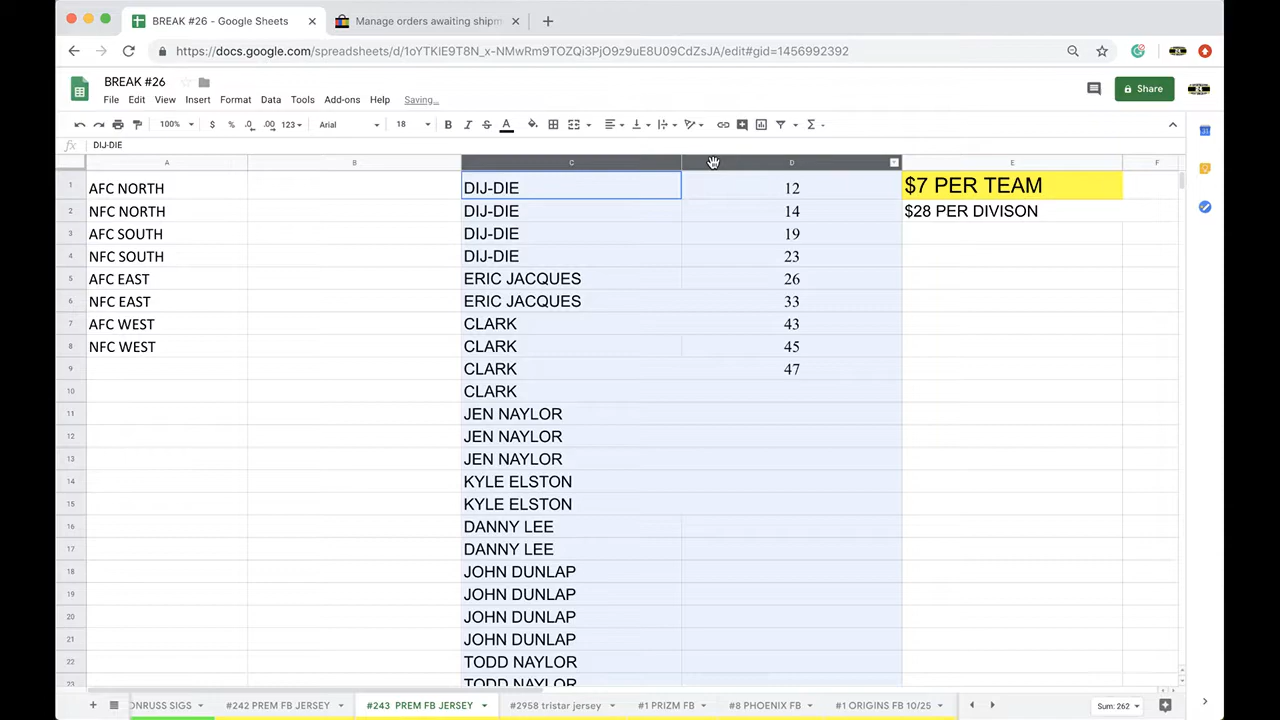 BREAK #26 - Google Sheets
Manage orders awaiting shipm
https://docs.google.com/spreadsheets/d/1oYTKlE9T8N_x-NMwRm9TOZQi3PjO9z9uE8U09CdZsJA/edit#gid=1456992392
BREAK #26
File Edit View Insert Format Data Tools Add-ons Help Saving...
Share
100% $ % .0 .00 123 Arial 18 B I S A
fx DIJ-DIE
A B C D E F
1 AFC NORTH DIJ-DIE 12 $7 PER TEAM
2 NFC NORTH DIJ-DIE 14 $28 PER DIVISON
3 AFC SOUTH DIJ-DIE 19
4 NFC SOUTH DIJ-DIE 23
5 AFC EAST ERIC JACQUES 26
6 NFC EAST ERIC JACQUES 33
7 AFC WEST CLARK 43
8 NFC WEST CLARK 45
9 CLARK 47
10 CLARK
11 JEN NAYLOR
12 JEN NAYLOR
13 JEN NAYLOR
14 KYLE ELSTON
15 KYLE ELSTON
16 DANNY LEE
17 DANNY LEE
18 JOHN DUNLAP
19 JOHN DUNLAP
20 JOHN DUNLAP
21 JOHN DUNLAP
22 TODD NAYLOR
23 TODD NAYLOR
ONRUSS SIGS #242 PREM FB JERSEY #243 PREM FB JERSEY #2958 tristar jersey #1 PRIZM FB #8 PHOENIX FB #1 ORIGINS FB 10/25 Sum: 262